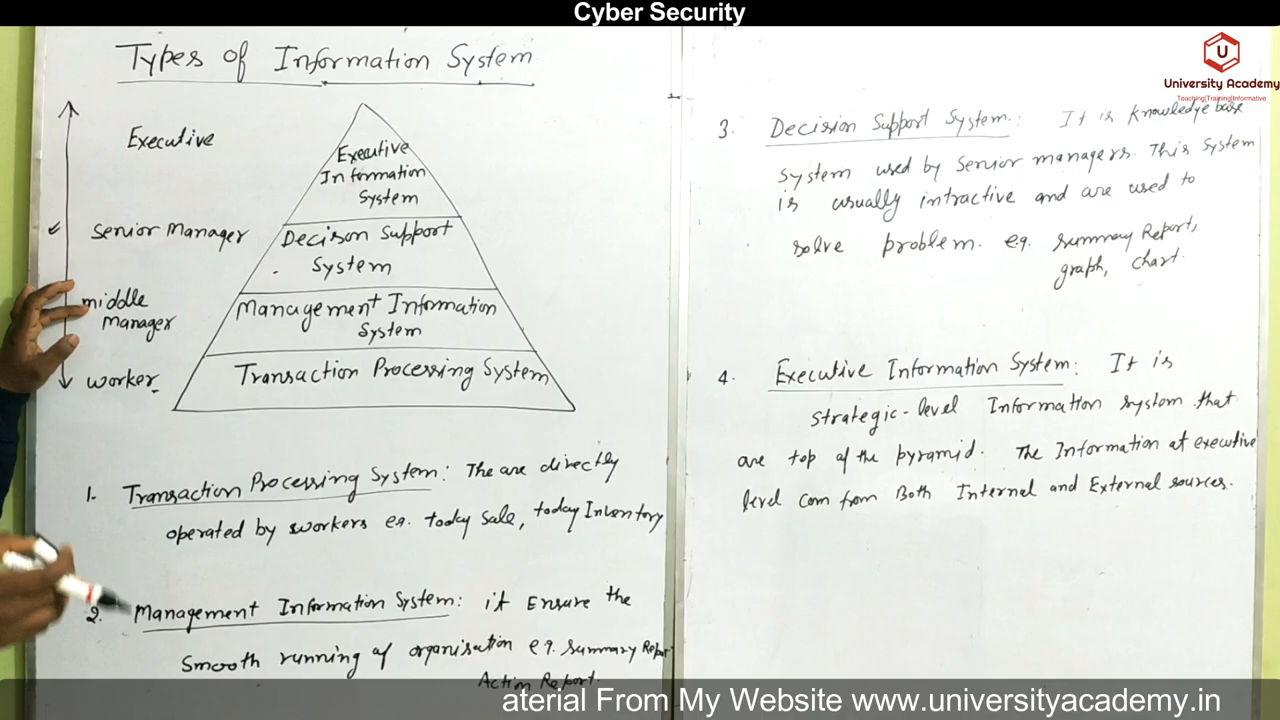 Cyber Security
Types of Information System
Executive
Executive
Information
System
Senior Manager
Decision Support
System
middle
Manager
Management Information
System
worker
Transaction Processing System
1. Transaction Processing System: The are directly
operated by workers eg. today Sale, today Inventory
2. Management Information System: it Ensure the
Smooth running of organisation eg. summary Report
Action Report.
University Academy
Teaching|Training|Informative
3. Decision Support System: It is knowledge base
System used by senior managers. This System
is usually intractive and are used to
solve problem. e.g. summary Report,
graph, chart.
4. Executive Information System: It is
strategic-level Information system that
are top of the pyramid. The Information at executive
level com from Both Internal and External sources.
aterial From My Website www.universityacademy.in